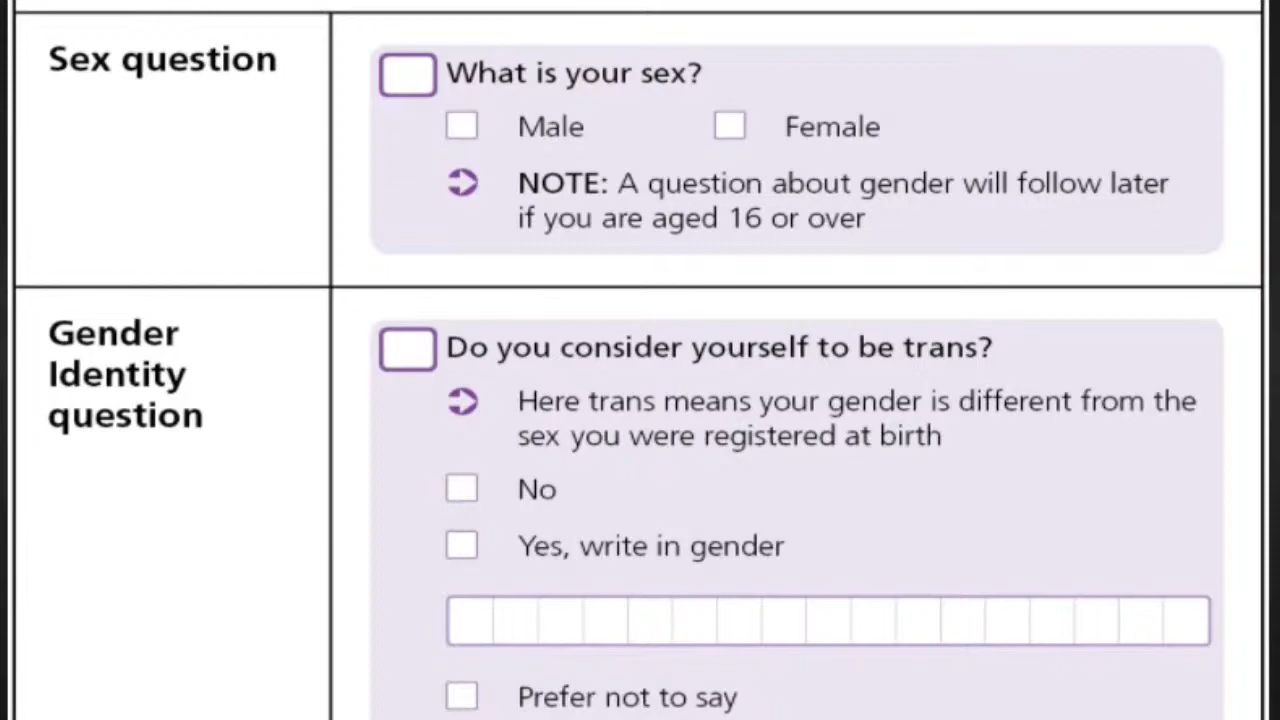 Sex question
What is your sex?
Male
Female
NOTE: A question about gender will follow later
if you are aged 16 or over
Gender
Identity
question
Do you consider yourself to be trans?
Here trans means your gender is different from the
sex you were registered at birth
No
Yes, write in gender
Prefer not to say